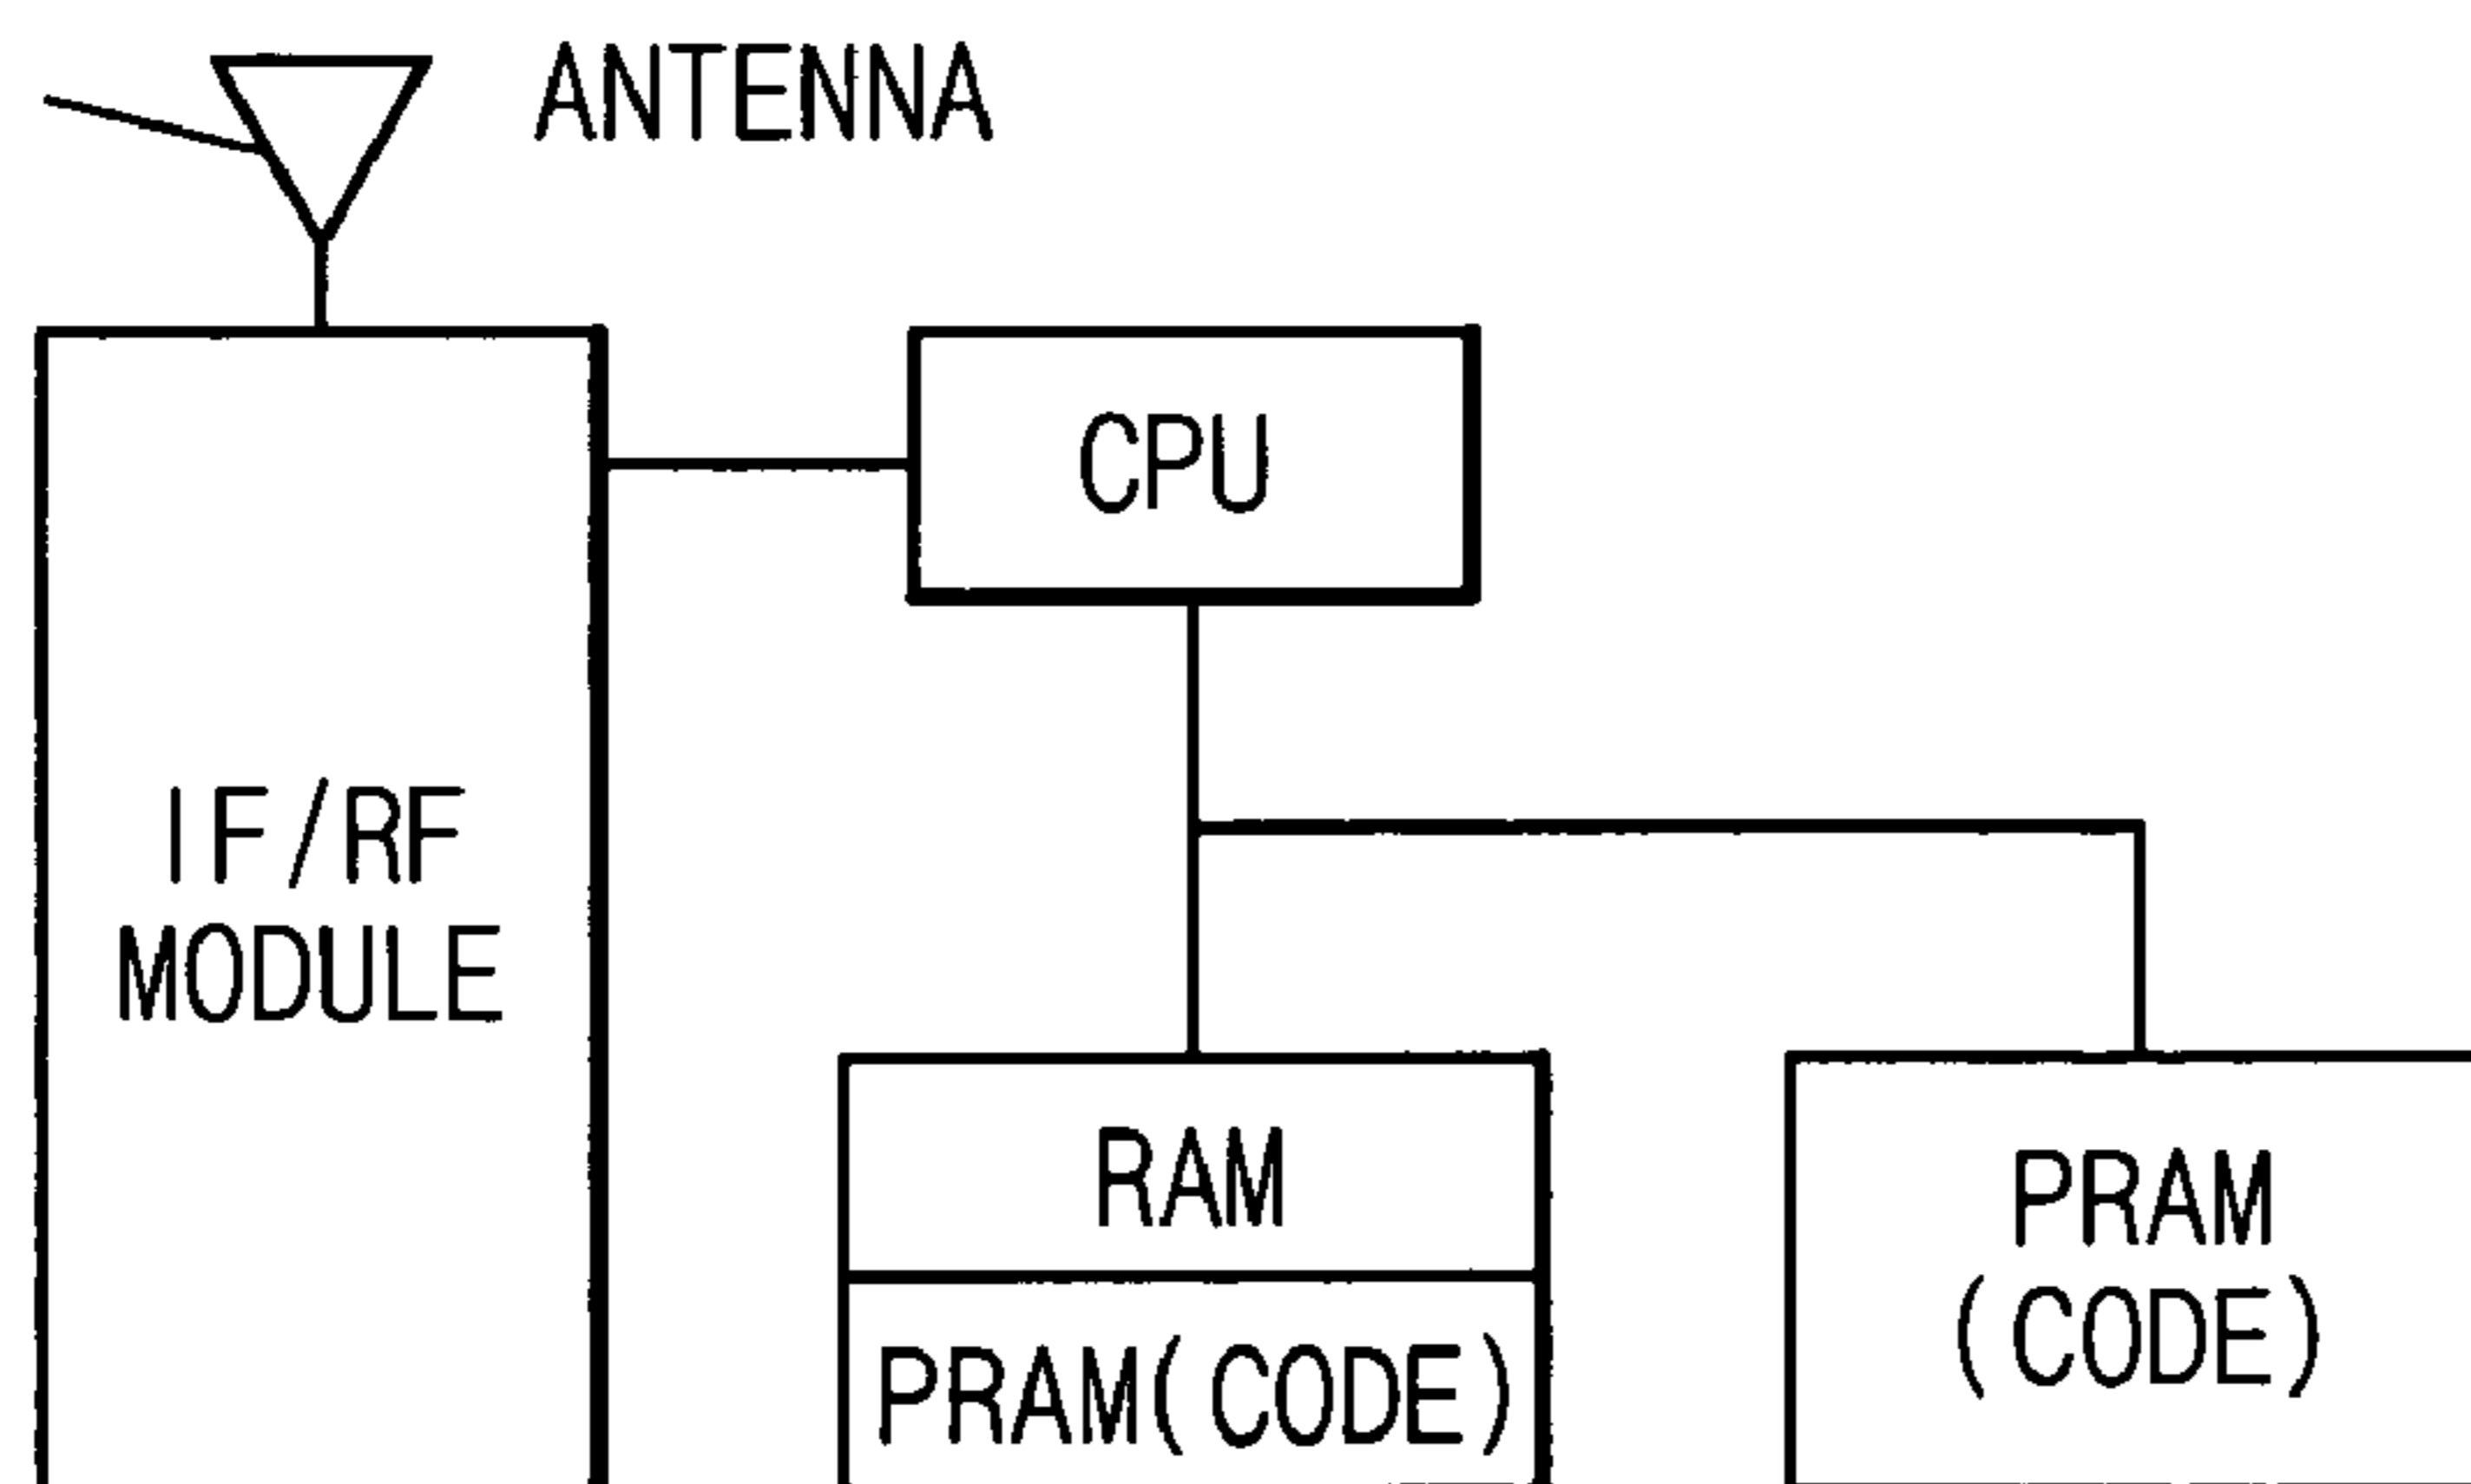 ANTENNA
CPU
IF/RF
MODULE
RAM
PRAM(CODE)
PRAM
(CODE)